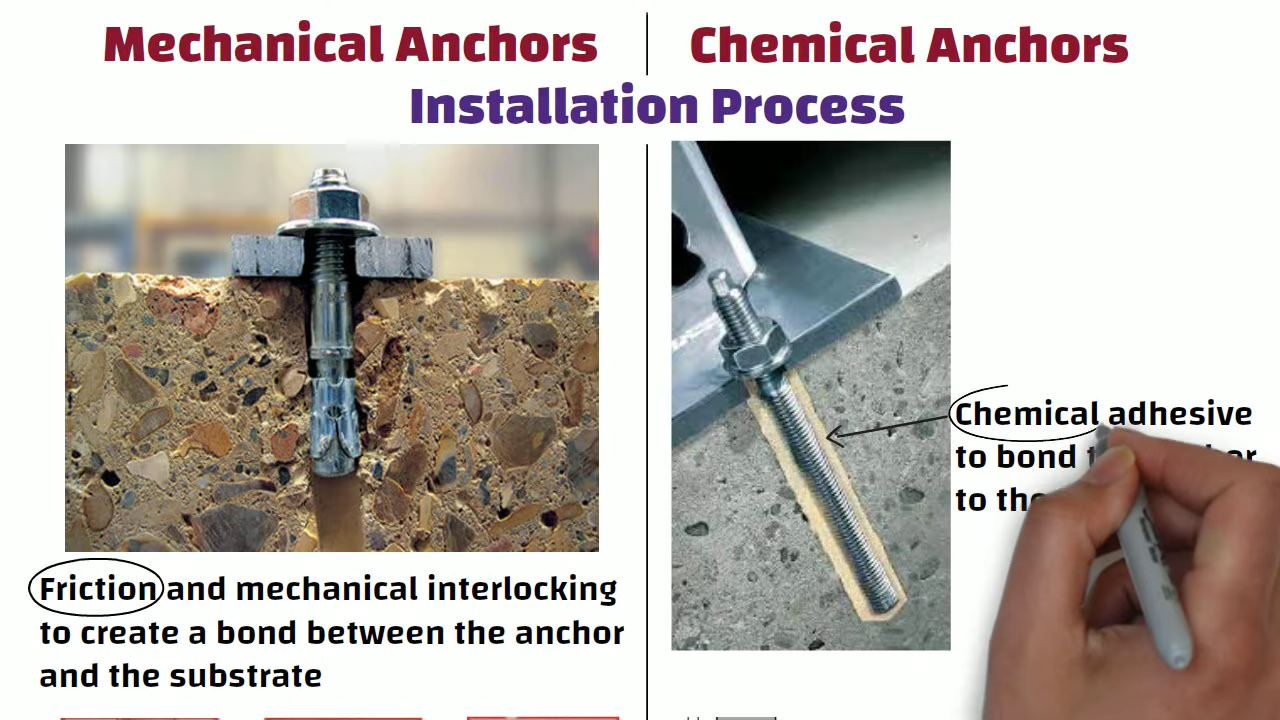 Mechanical Anchors
Chemical Anchors
Installation Process
Friction and mechanical interlocking
to create a bond between the anchor
and the substrate
Chemical adhesive
to bond
to the